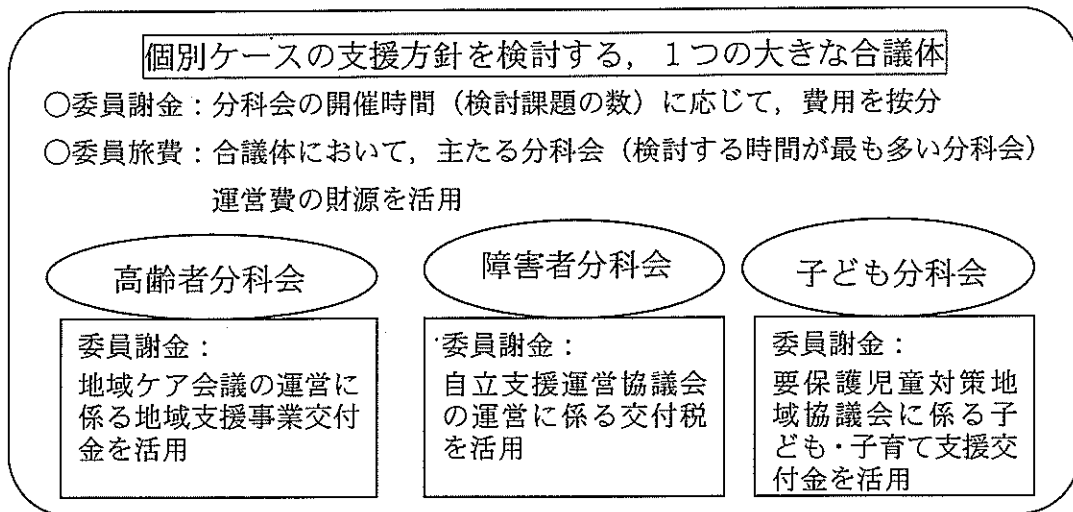 個別ケースの支援方針を検討する，１つの大きな合議体
○委員謝金：分科会の開催時間（検討課題の数）に応じて，費用を按分
○委員旅費：合議体において，主たる分科会（検討する時間が最も多い分科会）
運営費の財源を活用
高齢者分科会
委員謝金：
地域ケア会議の運営に
係る地域支援事業交付
金を活用
障害者分科会
委員謝金：
自立支援運営協議会
の運営に係る交付税
を活用
子ども分科会
委員謝金：
要保護児童対策地
域協議会に係る子
ども・子育て支援交
付金を活用